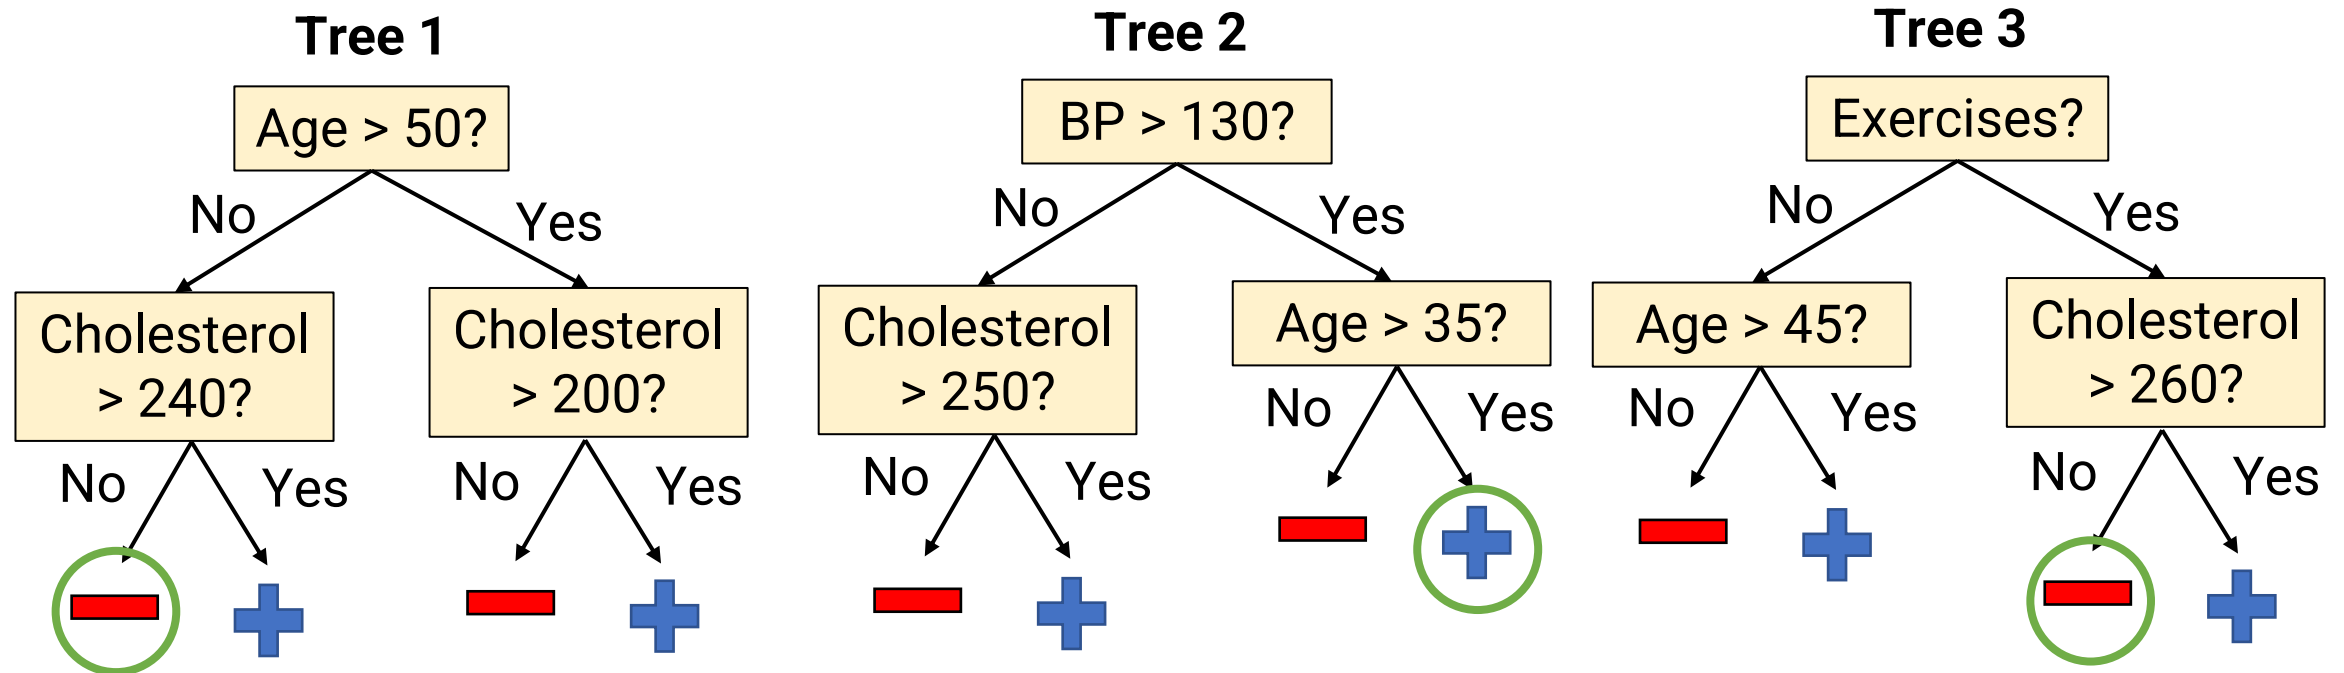 Tree 1
Age > 50?
No
Yes
Cholesterol
> 240?
Cholesterol
> 200?
No
Yes
No
Yes
Tree 2
BP > 130?
No
Yes
Cholesterol
> 250?
Age > 35?
No
Yes
No
Yes
Tree 3
Exercises?
No
Yes
Age > 45?
Cholesterol
> 260?
No
Yes
No
Yes